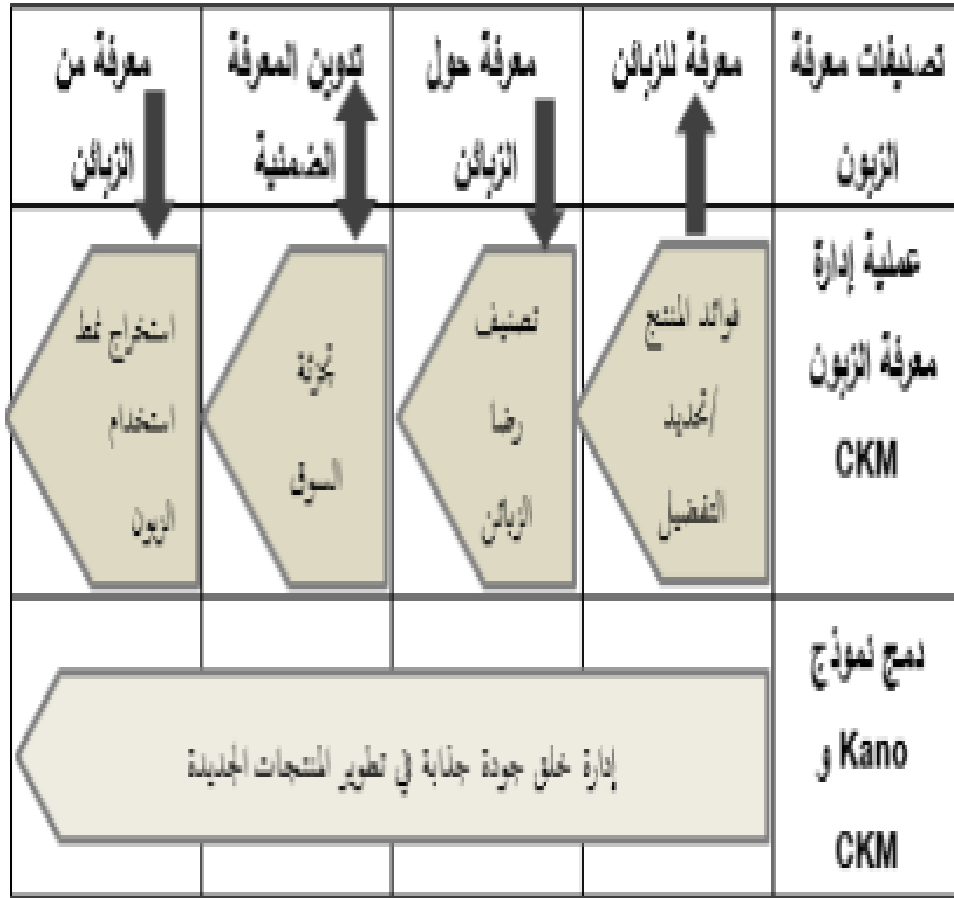 تصنيفات معرفة
الزبون
معرفة للزبائن
معرفة حول
الزبائن
تدوين المعرفة
الضمنية
معرفة من
الزبائن
عملية إدارة
معرفة الزبون
CKM
فوائد المنتج
/تحديد
التفضيل
تصنيف
رضا
الزبائن
تجزئة
السوق
استخراج نمط
استخدام
الزبون
دمج نموذج
Kano و
CKM
إدارة خلق جودة جذابة في تطوير المنتجات الجديدة